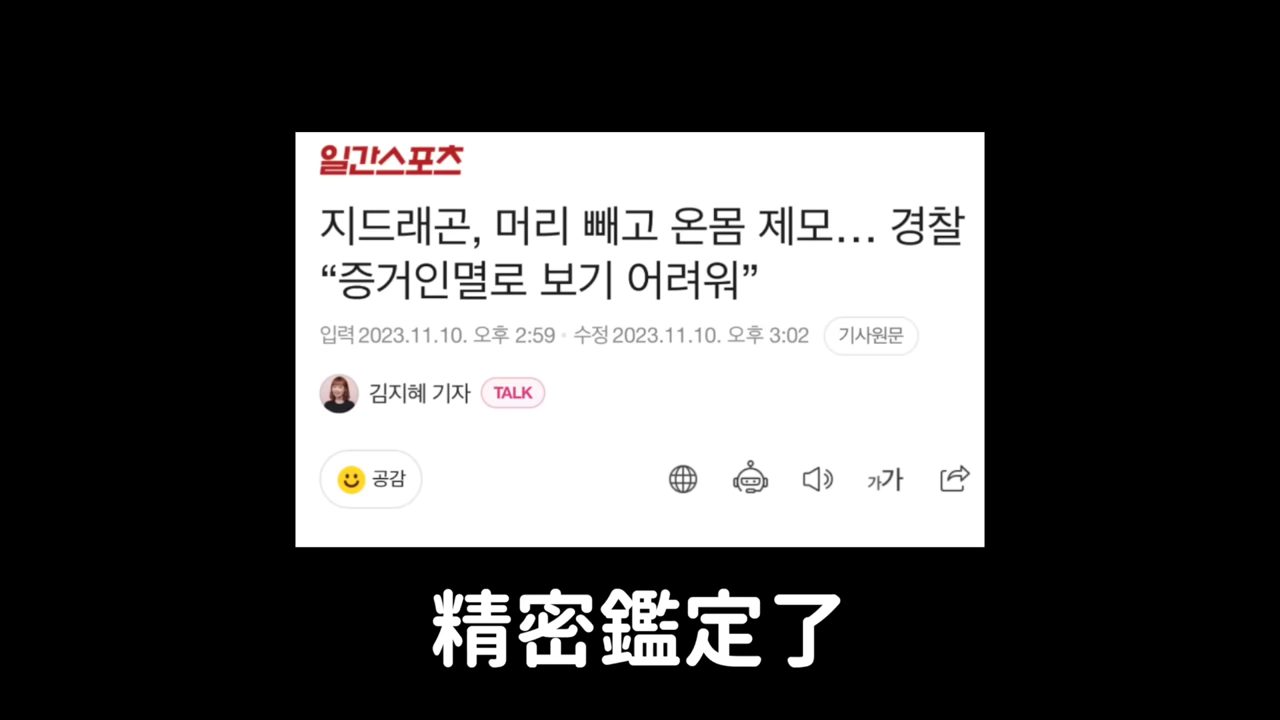 일간스포츠
지드래곤, 머리 빼고 온몸 제모… 경찰
“증거인멸로 보기 어려워”
입력 2023.11.10. 오후 2:59 · 수정 2023.11.10. 오후 3:02 기사원문
김지혜 기자 TALK
공감 가가
精密鑑定了